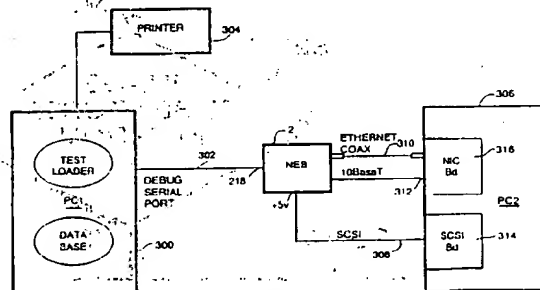 PRINTER
304
306
2
ETHERNET
COAX
310
316
TEST
LOADER
302
NEB
NIC
Bd
DEBUG
SERIAL
PORT
218
10BaseT
312
PC1
+5v
PC2
DATA
BASE
SCSI
SCSI
Bd
314
300
308